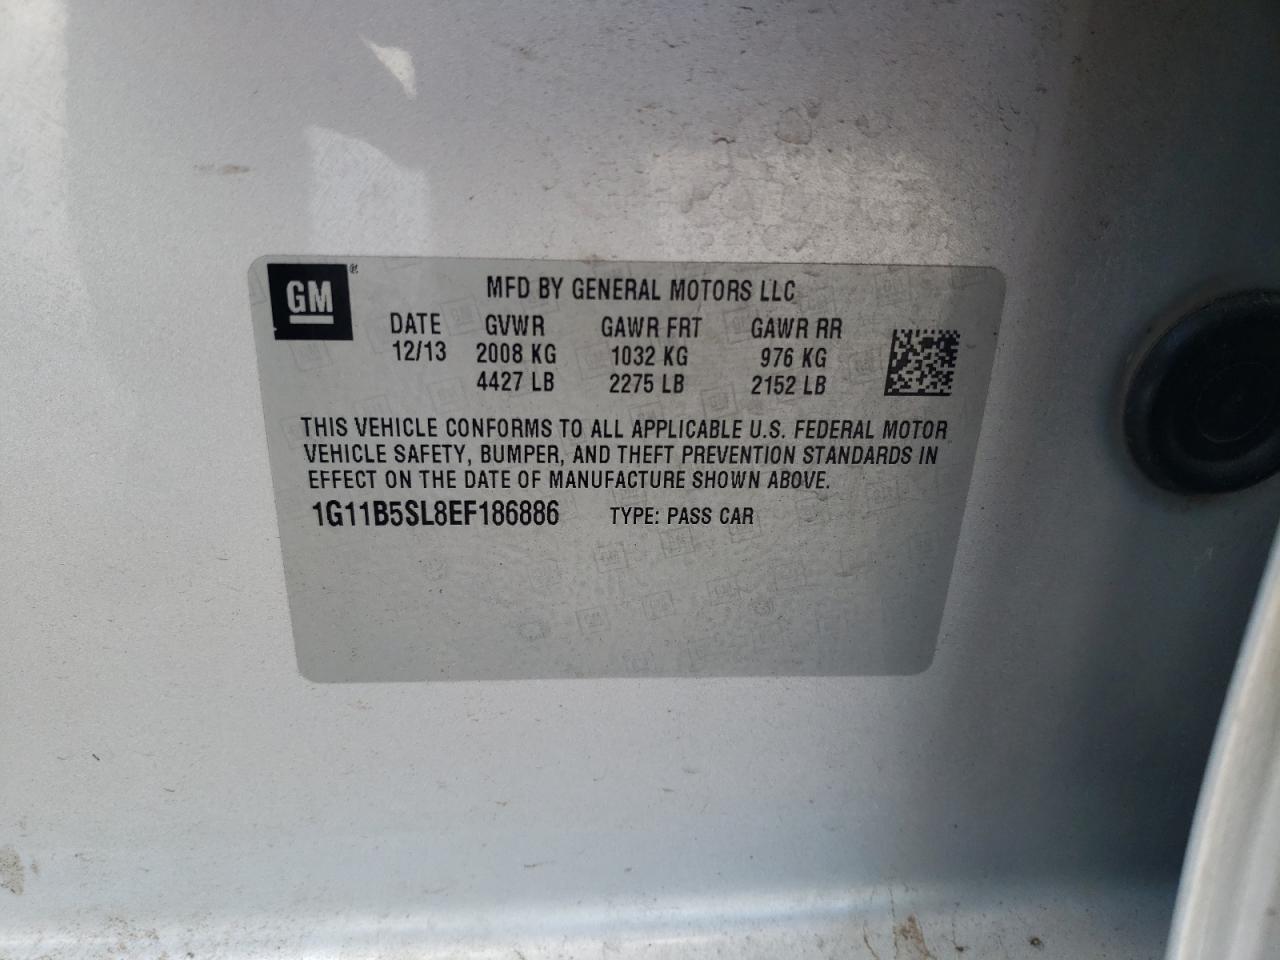 GM®
MFD BY GENERAL MOTORS LLC
DATE GVWR GAWR FRT GAWR RR
12/13 2008 KG 1032 KG 976 KG
4427 LB 2275 LB 2152 LB
THIS VEHICLE CONFORMS TO ALL APPLICABLE U.S. FEDERAL MOTOR
VEHICLE SAFETY, BUMPER, AND THEFT PREVENTION STANDARDS IN
EFFECT ON THE DATE OF MANUFACTURE SHOWN ABOVE.
1G11B5SL8EF186886 TYPE: PASS CAR